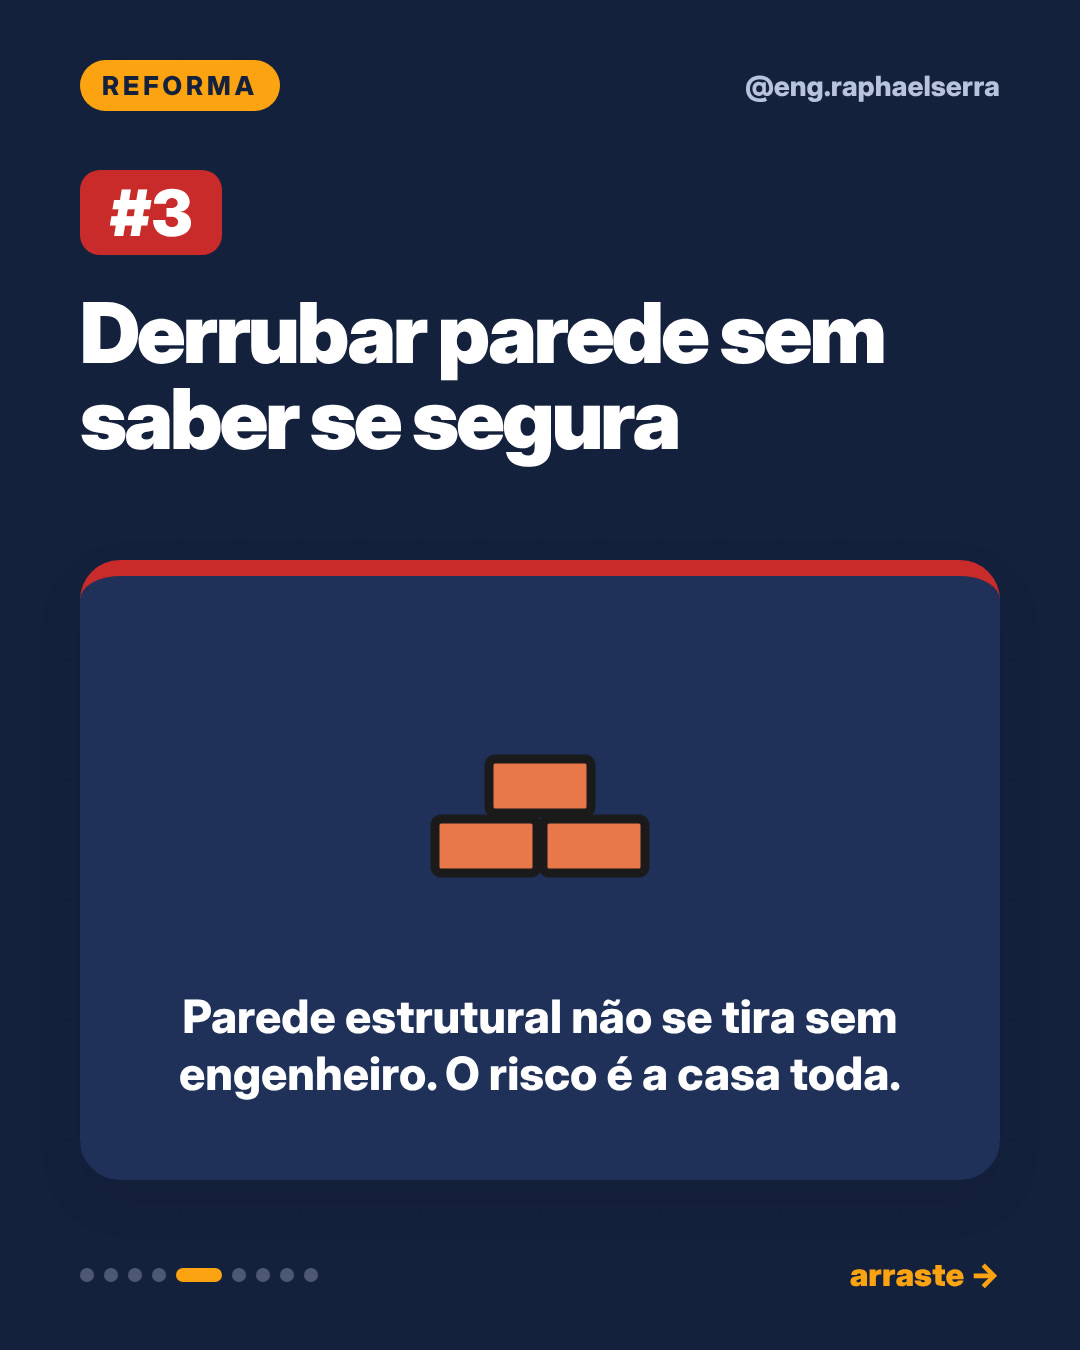 REFORMA
@eng.raphaelserra
#3
Derrubar parede sem
saber se segura
Parede estrutural não se tira sem
engenheiro. O risco é a casa toda.
arraste →